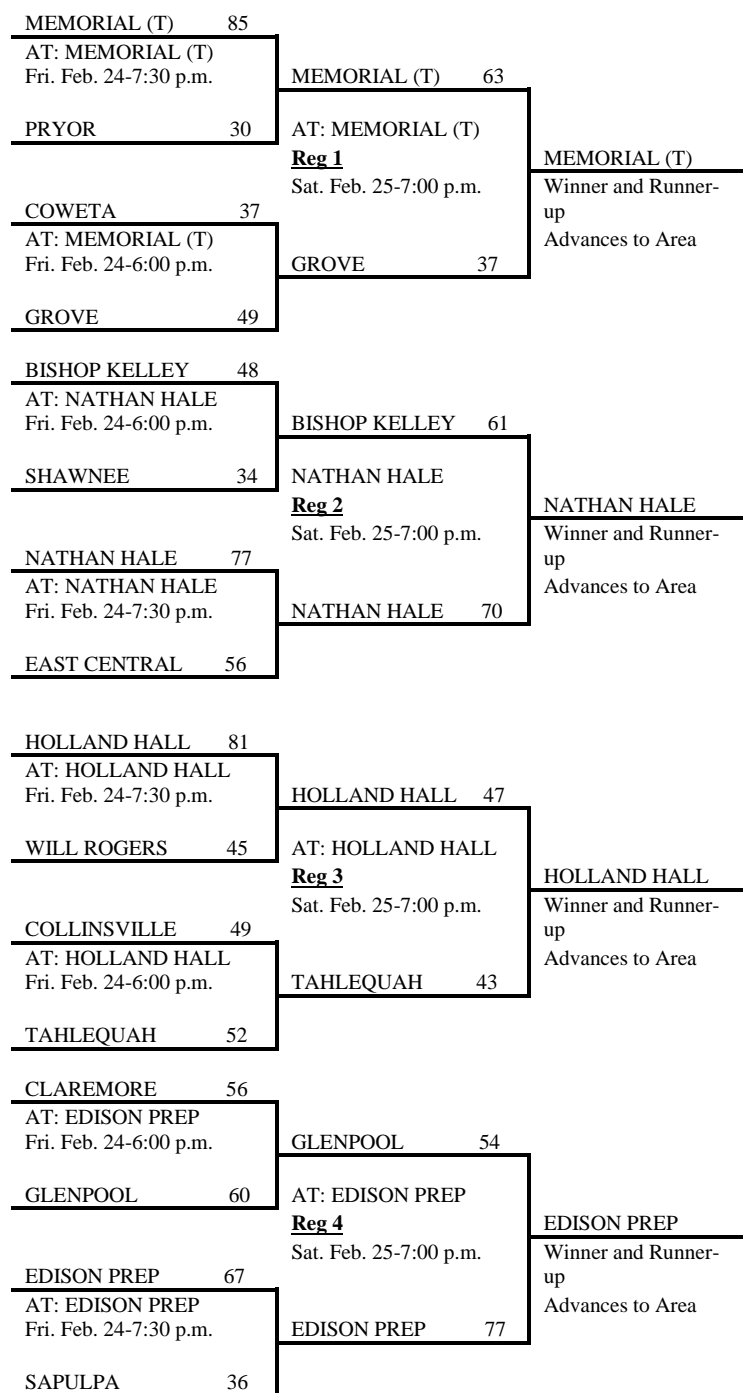 MEMORIAL (T) 85
AT: MEMORIAL (T)
Fri. Feb. 24-7:30 p.m.
MEMORIAL (T) 63
PRYOR 30
AT: MEMORIAL (T)
Reg 1
MEMORIAL (T)
Sat. Feb. 25-7:00 p.m.
Winner and Runner-
up
Advances to Area
COWETA 37
AT: MEMORIAL (T)
Fri. Feb. 24-6:00 p.m.
GROVE 37
GROVE 49
BISHOP KELLEY 48
AT: NATHAN HALE
Fri. Feb. 24-6:00 p.m.
BISHOP KELLEY 61
SHAWNEE 34
NATHAN HALE
Reg 2
NATHAN HALE
Sat. Feb. 25-7:00 p.m.
Winner and Runner-
up
Advances to Area
NATHAN HALE 77
AT: NATHAN HALE
Fri. Feb. 24-7:30 p.m.
NATHAN HALE 70
EAST CENTRAL 56
HOLLAND HALL 81
AT: HOLLAND HALL
Fri. Feb. 24-7:30 p.m.
HOLLAND HALL 47
WILL ROGERS 45
AT: HOLLAND HALL
Reg 3
HOLLAND HALL
Sat. Feb. 25-7:00 p.m.
Winner and Runner-
up
Advances to Area
COLLINSVILLE 49
AT: HOLLAND HALL
Fri. Feb. 24-6:00 p.m.
TAHLEQUAH 43
TAHLEQUAH 52
CLAREMORE 56
AT: EDISON PREP
Fri. Feb. 24-6:00 p.m.
GLENPOOL 54
GLENPOOL 60
AT: EDISON PREP
Reg 4
EDISON PREP
Sat. Feb. 25-7:00 p.m.
Winner and Runner-
up
Advances to Area
EDISON PREP 67
AT: EDISON PREP
Fri. Feb. 24-7:30 p.m.
EDISON PREP 77
SAPULPA 36